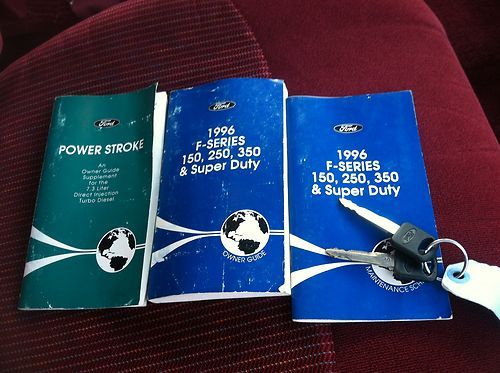 Ford
POWER STROKE
An
Owner Guide
Supplement
for the
7.3 Liter
Direct Injection
Turbo Diesel
Ford
1996
F-SERIES
150, 250, 350
& Super Duty
OWNER GUIDE
Ford
1996
F-SERIES
150, 250, 350
& Super Duty
MAINTENANCE